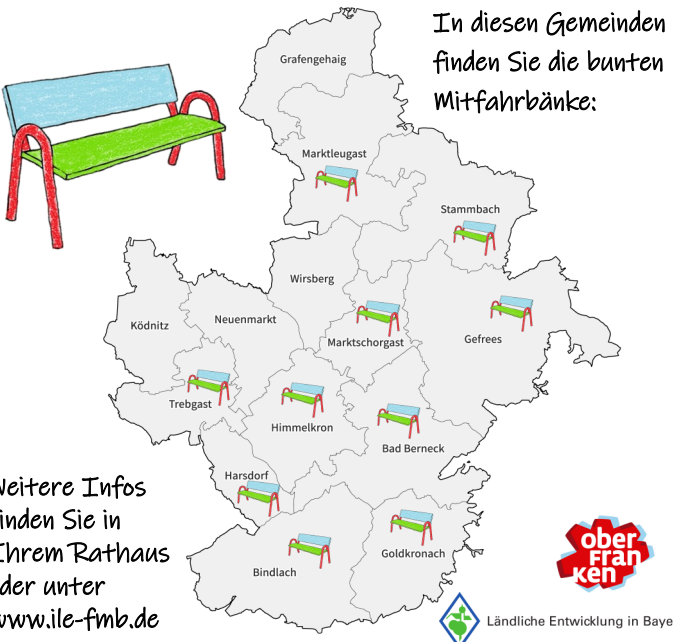 In diesen Gemeinden
finden Sie die bunten
Mitfahrbänke:
Grafengehaig
Marktleugast
Stammbach
Wirsberg
Ködnitz
Neuenmarkt
Marktschorgast
Gefrees
Trebgast
Himmelkron
Bad Berneck
Harsdorf
Goldkronach
Bindlach
Weitere Infos
finden Sie in
Ihrem Rathaus
oder unter
www.ile-fmb.de
ober
fran
ken
Ländliche Entwicklung in Baye